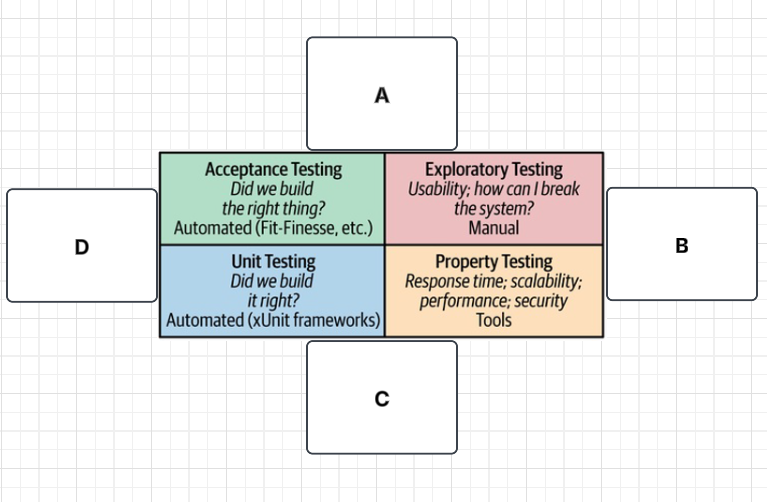 A
Acceptance Testing
Did we build
the right thing?
Automated (Fit-Finesse, etc.)
Exploratory Testing
Usability; how can I break
the system?
Manual
D
B
Unit Testing
Did we build
it right?
Automated (xUnit frameworks)
Property Testing
Response time; scalability;
performance; security
Tools
C